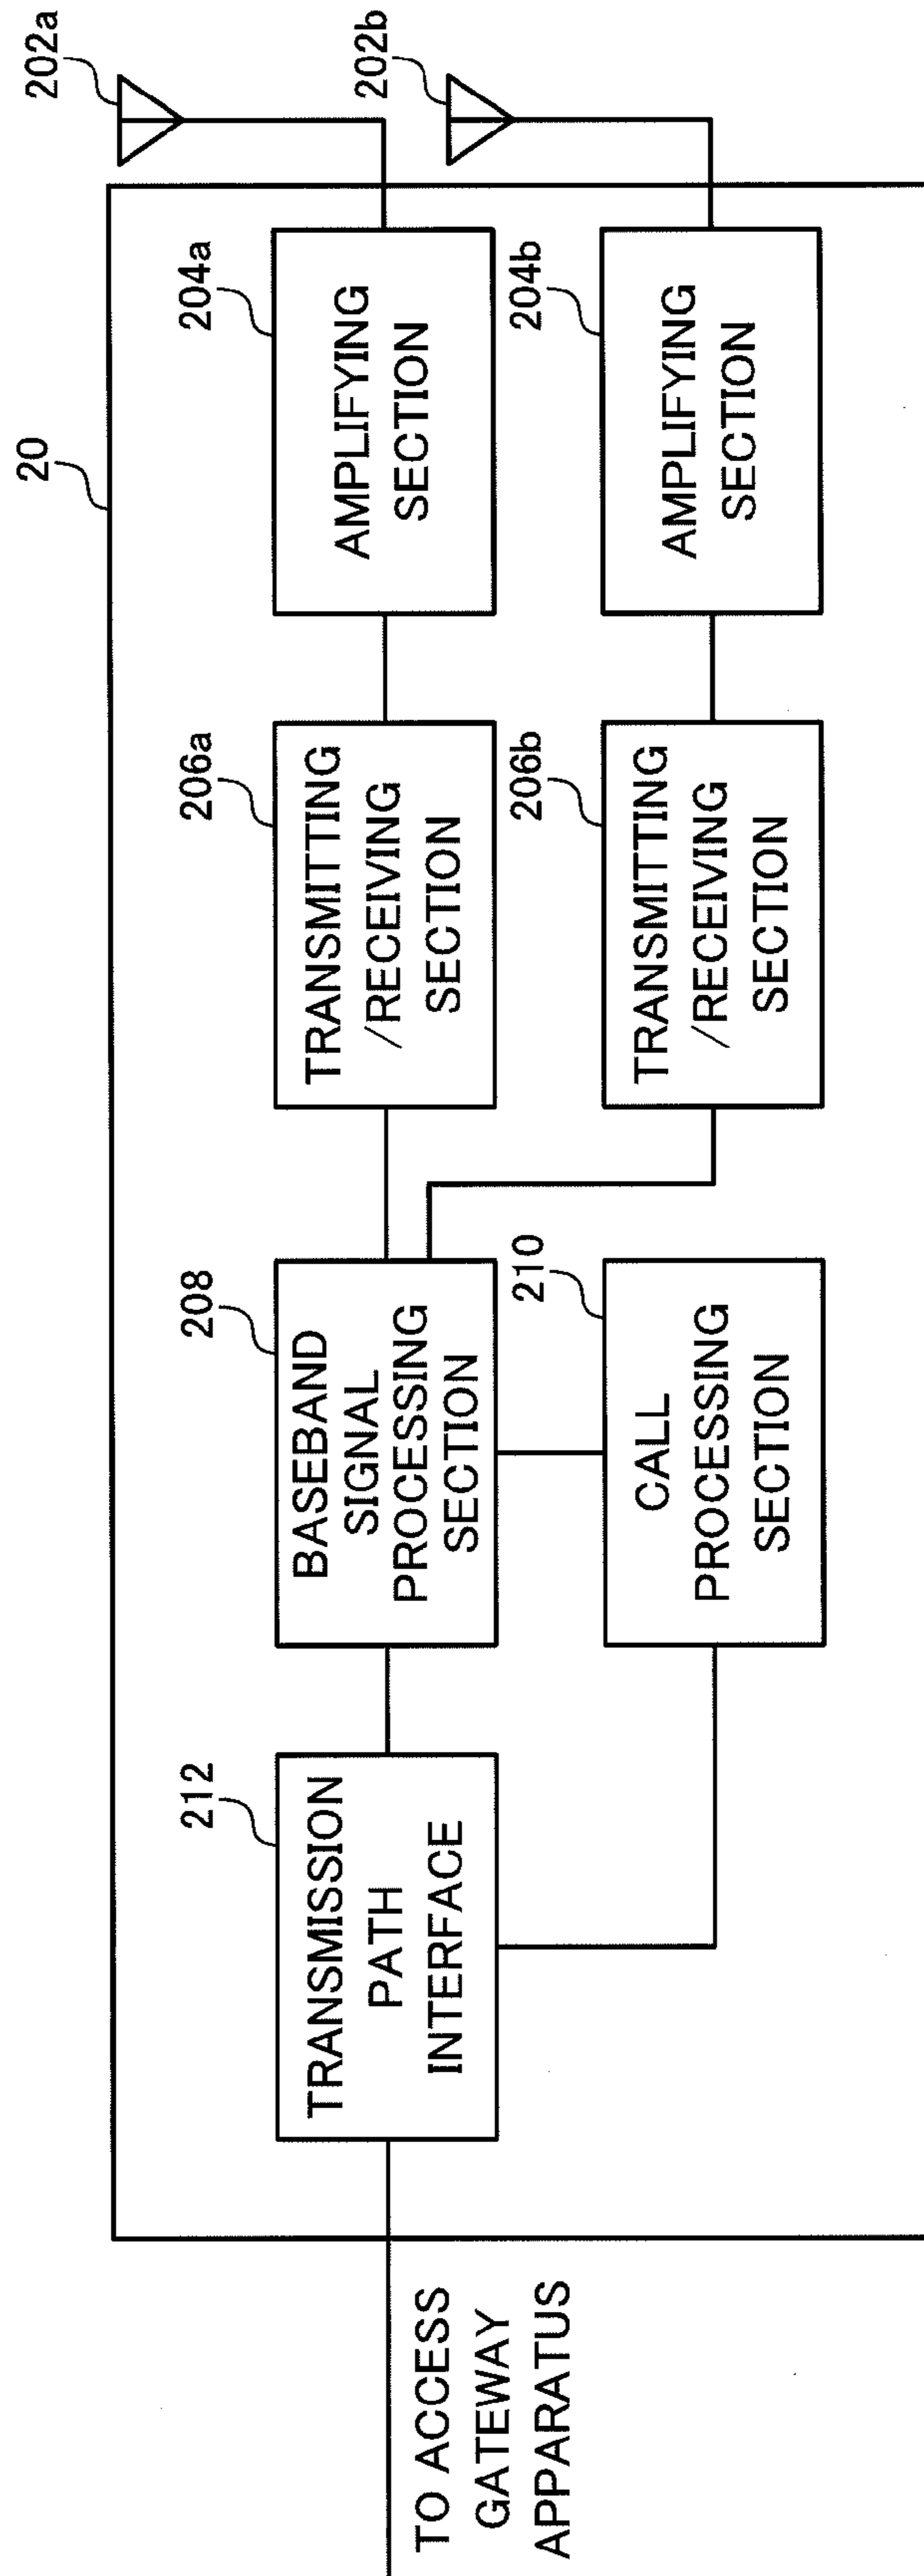 20
202a
202b
204a
AMPLIFYING
SECTION
204b
AMPLIFYING
SECTION
206a
TRANSMITTING
/RECEIVING
SECTION
206b
TRANSMITTING
/RECEIVING
SECTION
208
BASEBAND
SIGNAL
PROCESSING
SECTION
210
CALL
PROCESSING
SECTION
212
TRANSMISSION
PATH
INTERFACE
TO ACCESS
GATEWAY
APPARATUS